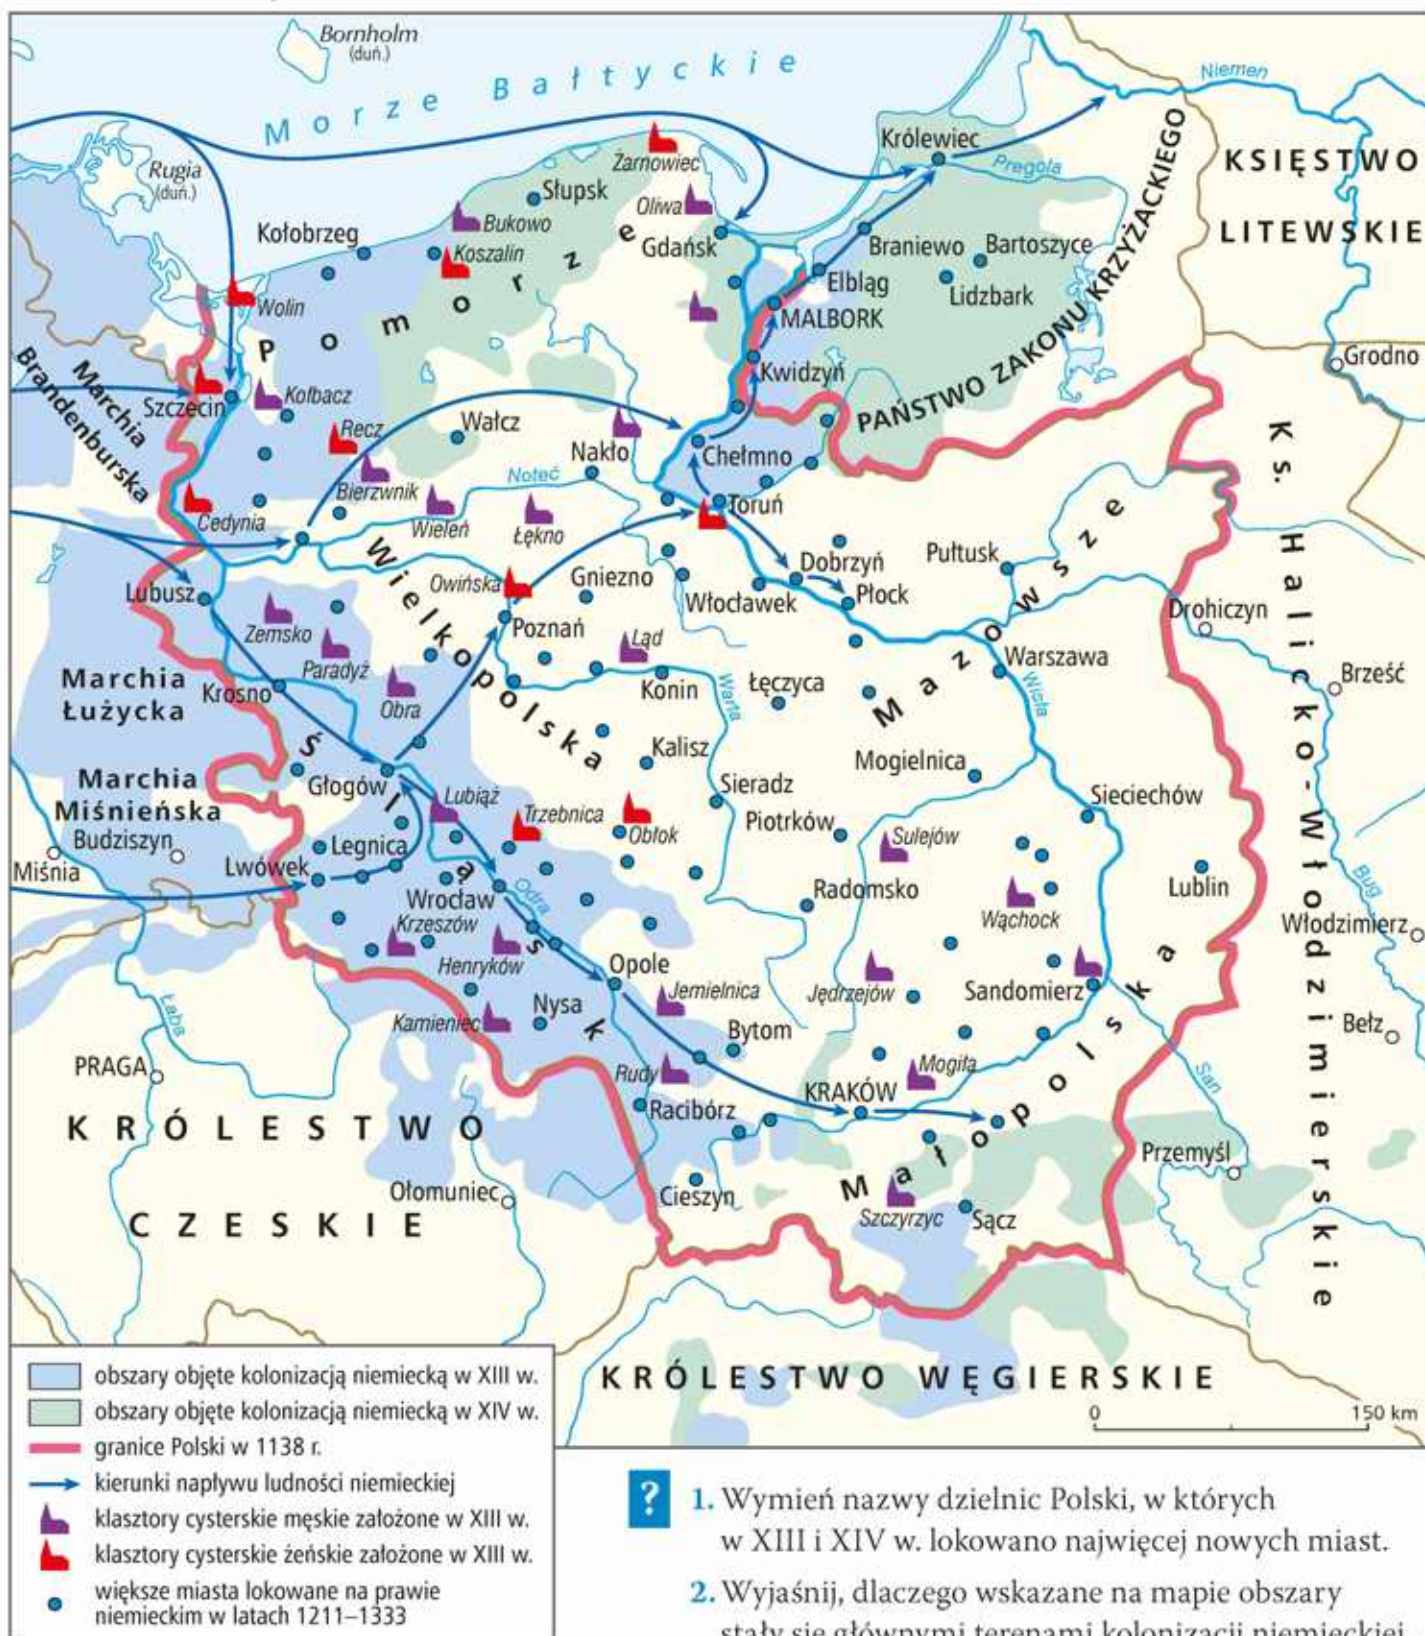 Bornholm
(duń.)
Morze Bałtyckie
Niemen
Rugia
(duń.)
Żarnowiec
Królewiec
Pregoła
KSIĘSTWO
LITEWSKIE
Słupsk
Oliwa
Bukowo
Kołobrzeg
Koszalin
Gdańsk
Braniewo
Bartoszyce
Elbląg
Lidzbark
Wolin
MALBORK
Pomorze
PAŃSTWO ZAKONU KRZYŻACKIEGO
Grodno
Marchia
Brandenburska
Kwidzyń
Szczecin
Kołbacz
Recz
Wałcz
Nakło
Chełmno
Ks. Halicko-Włodzimierskie
Bierzwnik
Noteć
Cedynia
Wieleń
Łękno
Toruń
Wielkopolska
Owińska
Gniezno
Dobrzyń
Pułtusk
Mazowsze
Lubusz
Włocławek
Płock
Drohiczyn
Zemsko
Poznań
Paradyż
Ląd
Warszawa
Marchia
Łużycka
Krosno
Obra
Konin
Warta
Łęczyca
Wisła
Brześć
Śląsk
Kalisz
Mogielnica
Marchia
Miśnieńska
Głogów
Lubiąż
Sieradz
Sieciechów
Budziszyn
Trzebnica
Obłok
Piotrków
Sulejów
Miśnia
Lwówek
Legnica
Radomsko
Lublin
Bug
Wrocław
Odra
Wąchock
Krzeszów
Włodzimierz
Henryków
Opole
Jędrzejów
Sandomierz
Małopolska
Łaba
Kamieniec
Nysa
Jemielnica
Bytom
Bełz
PRAGA
Rudy
Mogiła
San
Racibórz
KRAKÓW
KRÓLESTWO
CZESKIE
Przemyśl
Ołomuniec
Cieszyn
Szczyrzyc
Sącz
KRÓLESTWO WĘGIERSKIE
0 150 km
obszary objęte kolonizacją niemiecką w XIII w.
obszary objęte kolonizacją niemiecką w XIV w.
granice Polski w 1138 r.
kierunki napływu ludności niemieckiej
klasztory cysterskie męskie założone w XIII w.
klasztory cysterskie żeńskie założone w XIII w.
większe miasta lokowane na prawie
niemieckim w latach 1211–1333
?
1. Wymień nazwy dzielnic Polski, w których
w XIII i XIV w. lokowano najwięcej nowych miast.
2. Wyjaśnij, dlaczego wskazane na mapie obszary
stały się głównymi terenami kolonizacji niemieckiej